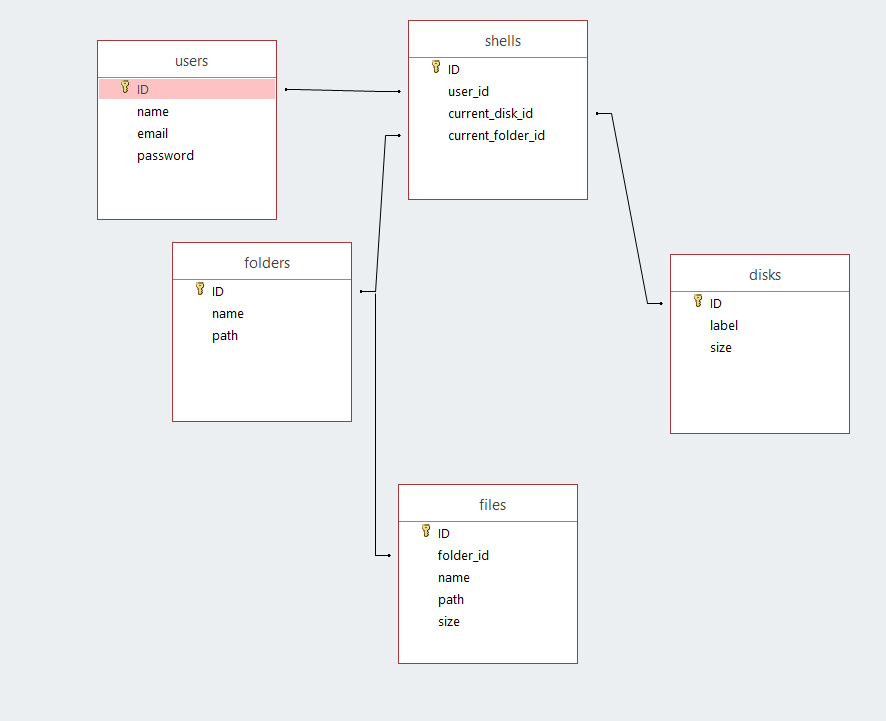 users
ID
name
email
password
shells
ID
user_id
current_disk_id
current_folder_id
folders
ID
name
path
disks
ID
label
size
files
ID
folder_id
name
path
size